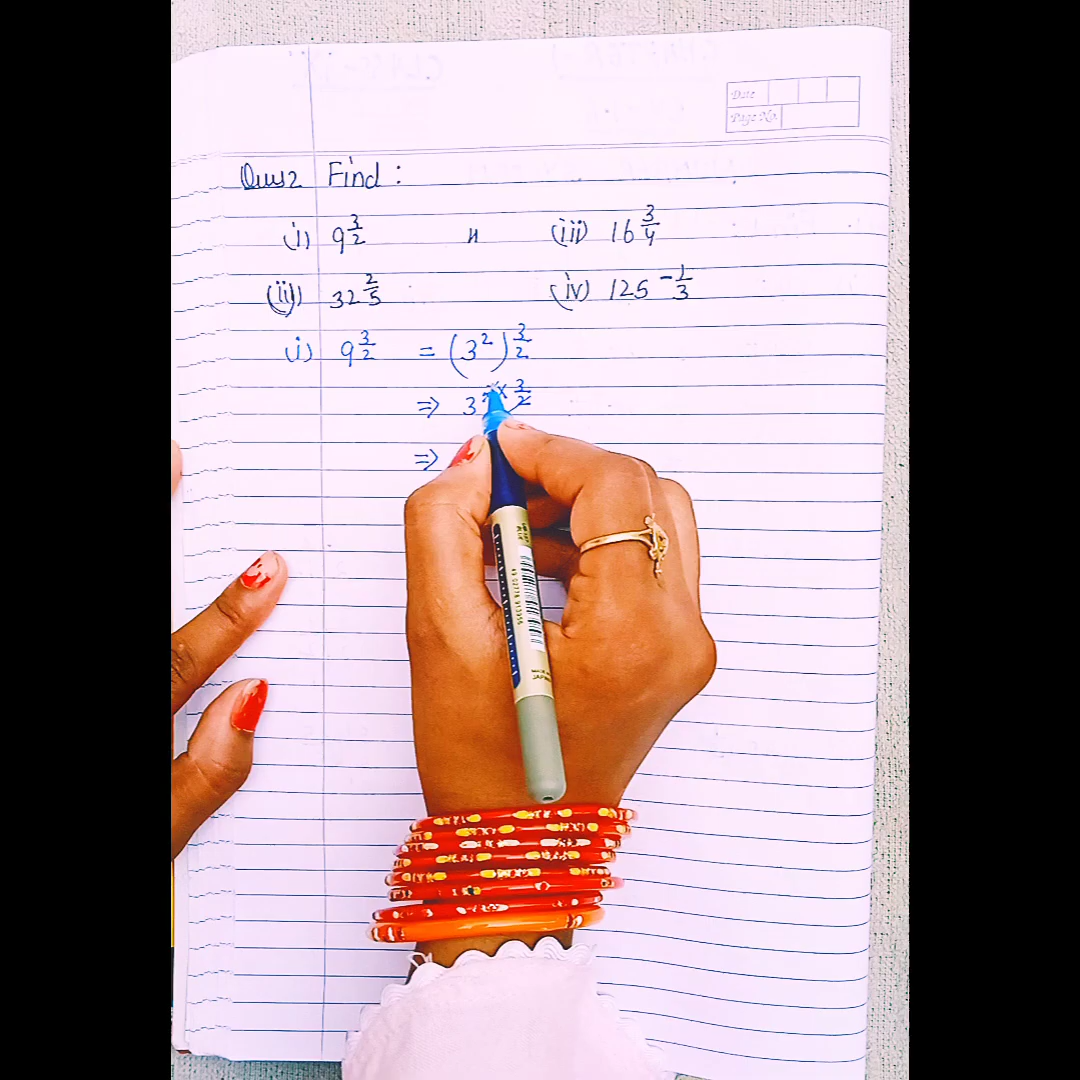 Date
Page No.
Ques2 Find :
(i) 9^3/2 (iii) 16^3/4
(ii) 32^2/5 (iv) 125^-1/3
(i) 9^3/2 = (3^2)^3/2
=> 3^2×3/2
=>